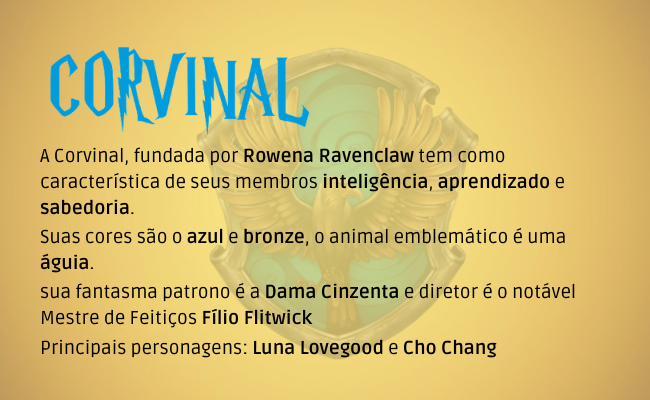 CORVINAL
A Corvinal, fundada por Rowena Ravenclaw tem como
característica de seus membros inteligência, aprendizado e
sabedoria.
Suas cores são o azul e bronze, o animal emblemático é uma
águia.
sua fantasma patrono é a Dama Cinzenta e diretor é o notável
Mestre de Feitiços Fílio Flitwick
Principais personagens: Luna Lovegood e Cho Chang